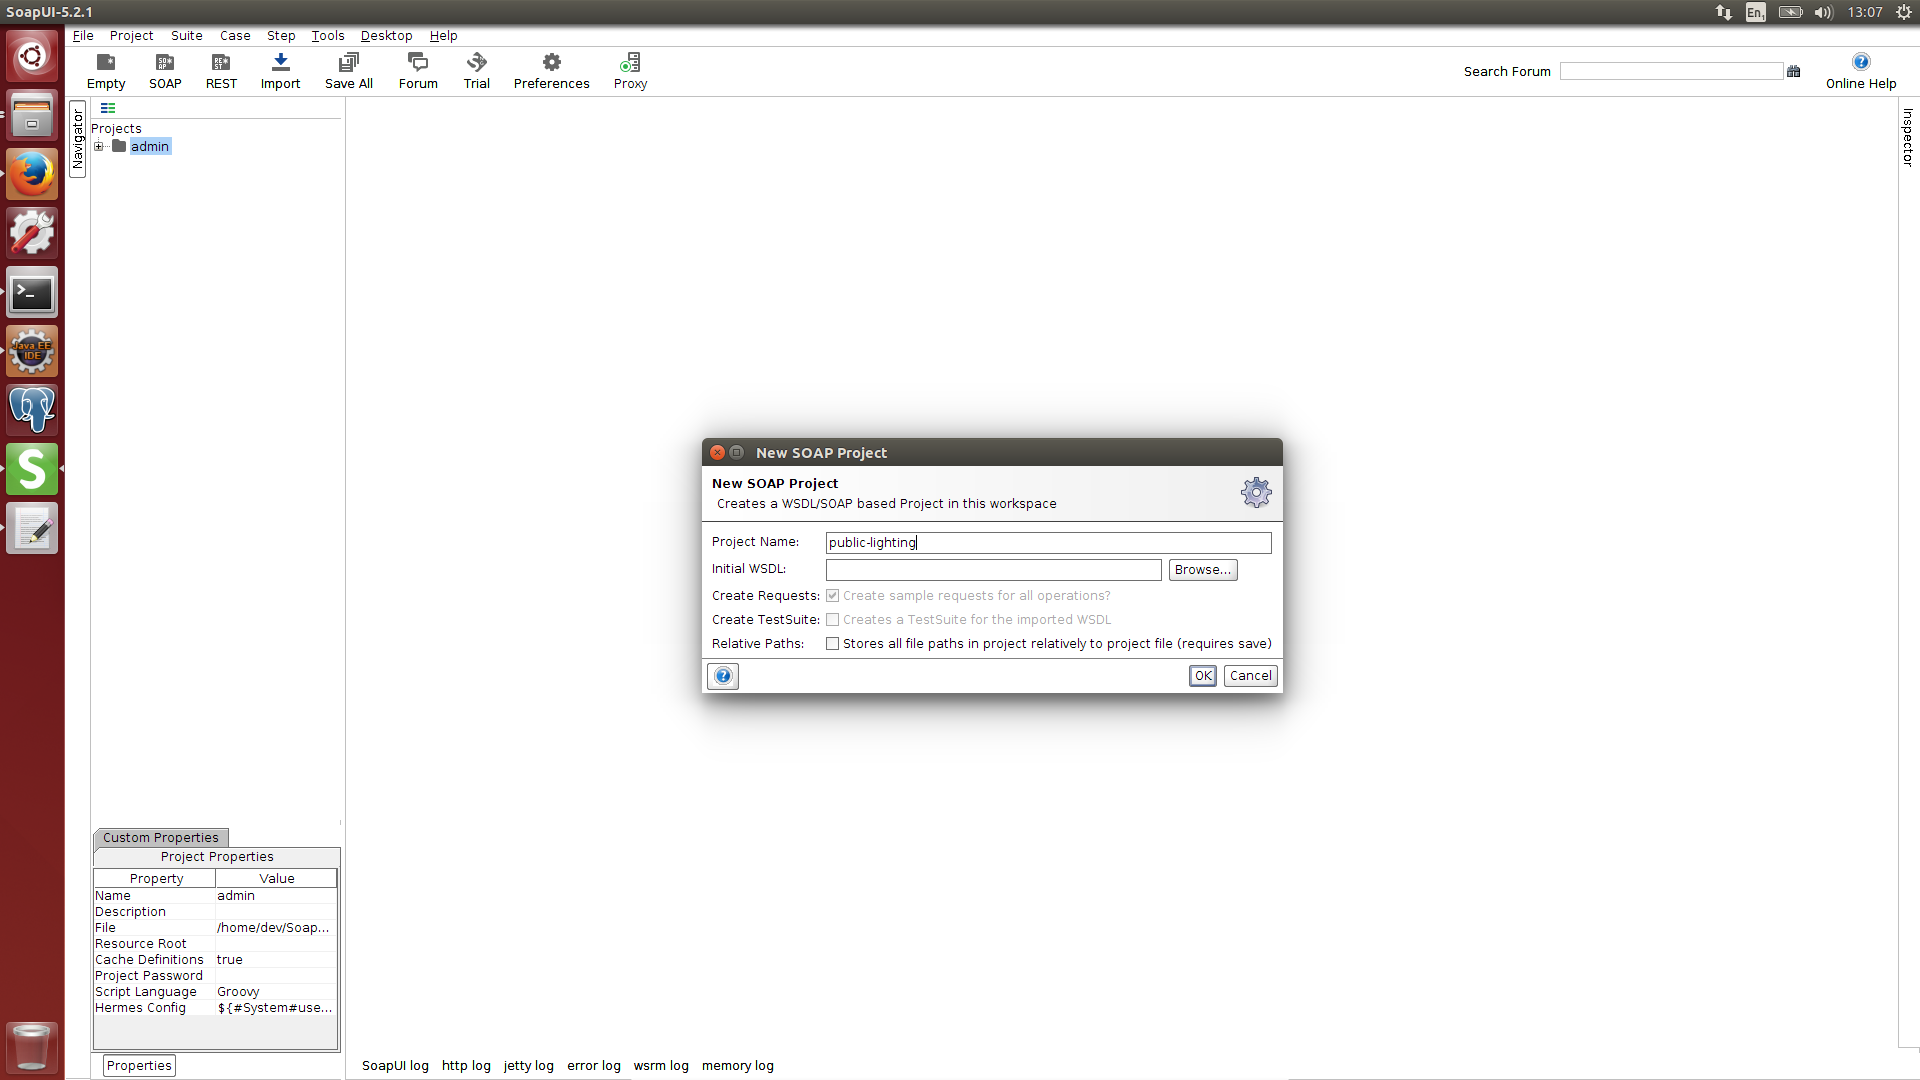 SoapUI-5.2.1
En1
13:07
File Project Suite Case Step Tools Desktop Help
Empty SOAP REST Import Save All Forum Trial Preferences Proxy
Search Forum
Online Help
Navigator
Inspector
Projects
admin
Java EE
IDE
New SOAP Project
New SOAP Project
Creates a WSDL/SOAP based Project in this workspace
Project Name: public-lighting
Initial WSDL: Browse...
Create Requests: Create sample requests for all operations?
Create TestSuite: Creates a TestSuite for the imported WSDL
Relative Paths: Stores all file paths in project relatively to project file (requires save)
OK Cancel
Custom Properties
Project Properties
Property Value
Name admin
Description
File /home/dev/Soap...
Resource Root
Cache Definitions true
Project Password
Script Language Groovy
Hermes Config ${#System#use...
Properties
SoapUI log http log jetty log error log wsrm log memory log